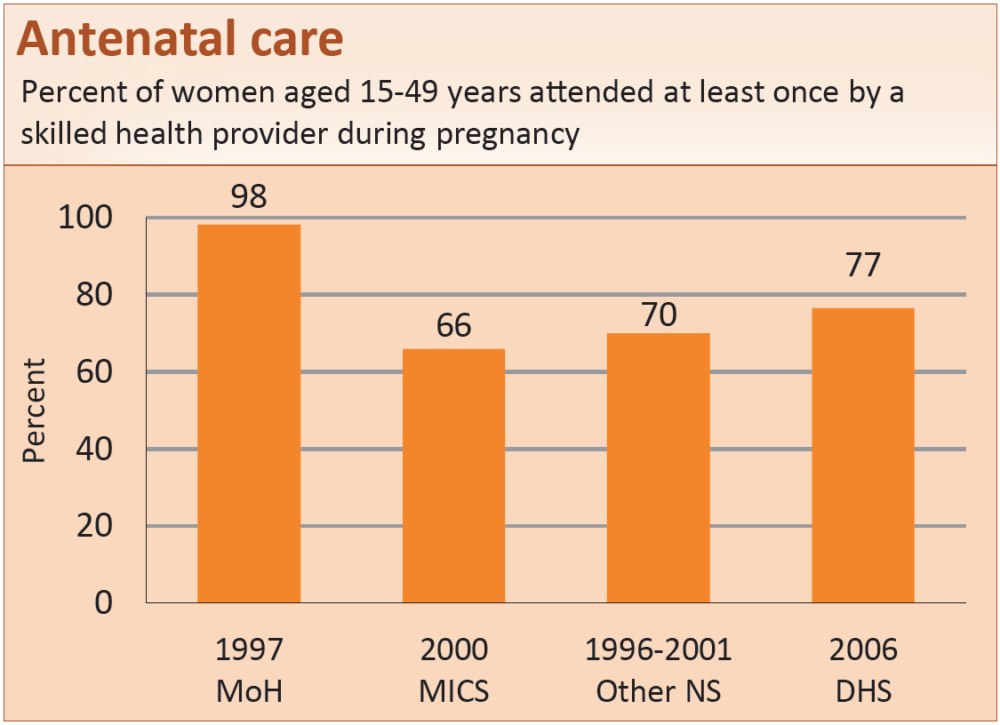 Antenatal care
Percent of women aged 15-49 years attended at least once by a
skilled health provider during pregnancy
Percent
100
80
60
40
20
0
98
66
70
77
1997
MoH
2000
MICS
1996-2001
Other NS
2006
DHS